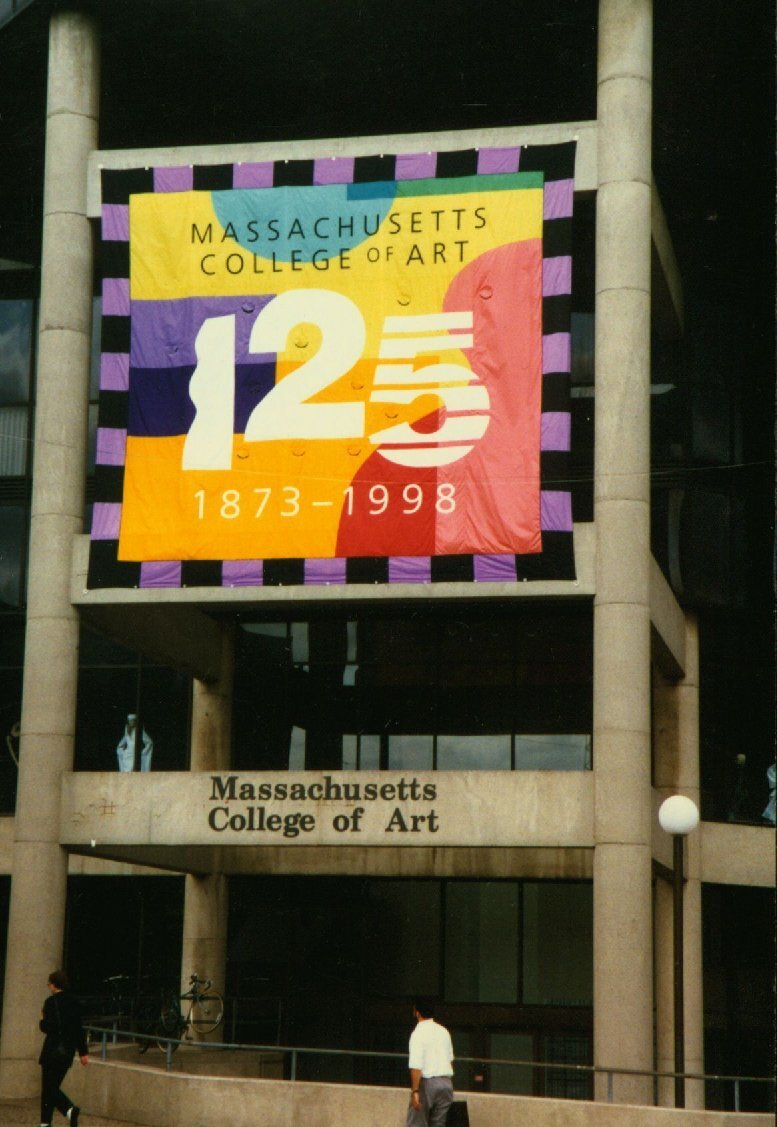 MASSACHUSETTS
COLLEGE OF ART
125
1873–1998
Massachusetts
College of Art